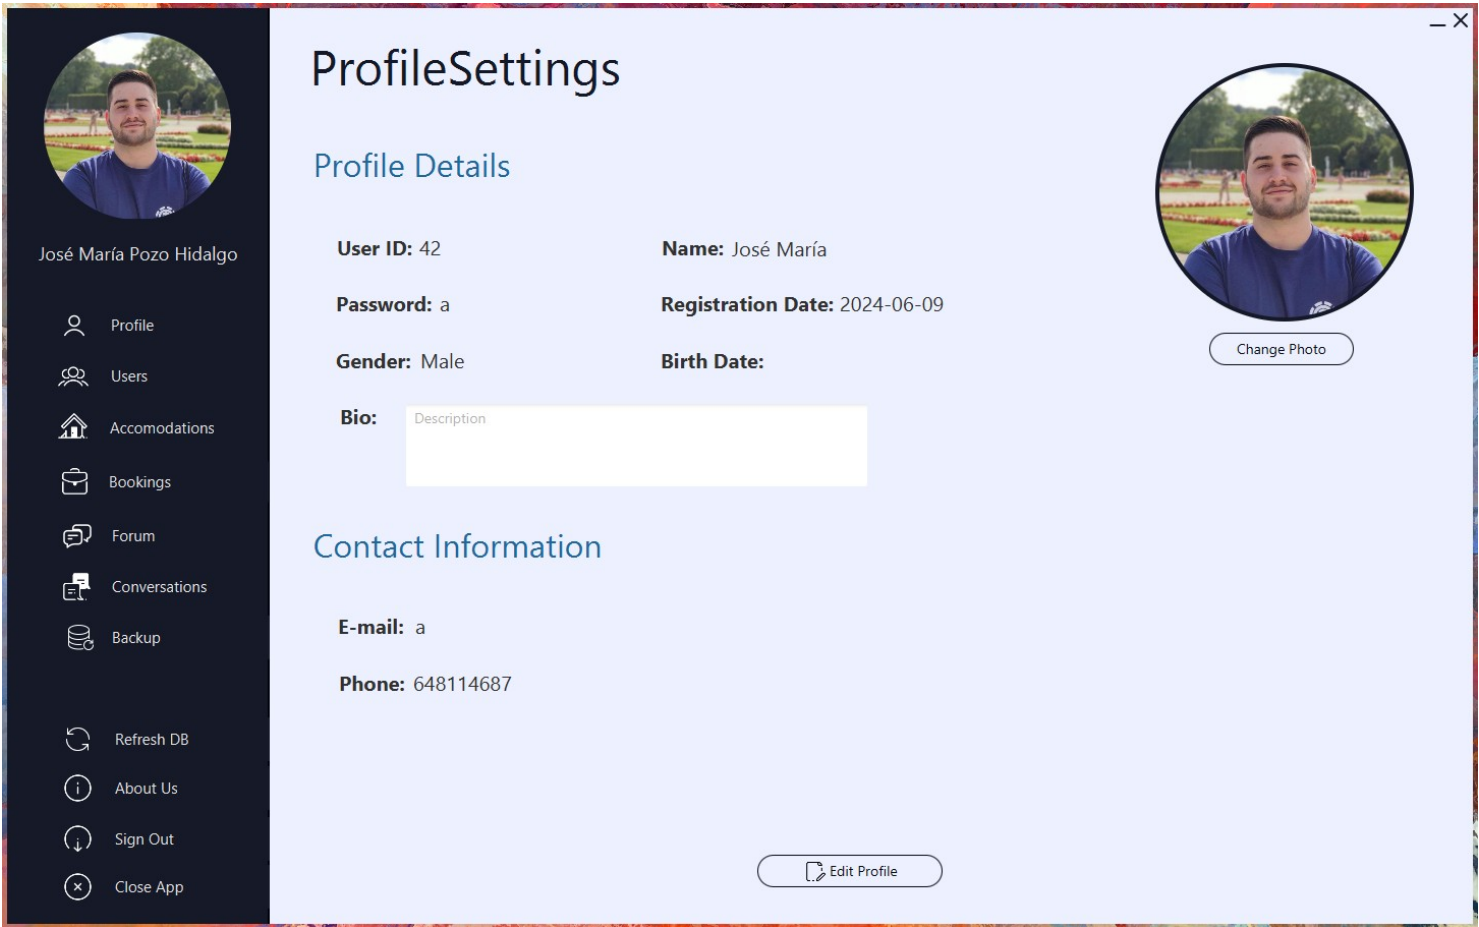 ProfileSettings
Profile Details
User ID: 42
Name: José María
Password: a
Registration Date: 2024-06-09
Gender: Male
Birth Date:
Bio:
Description
Contact Information
E-mail: a
Phone: 648114687
Edit Profile
Change Photo
José María Pozo Hidalgo
Profile
Users
Accomodations
Bookings
Forum
Conversations
Backup
Refresh DB
About Us
Sign Out
Close App